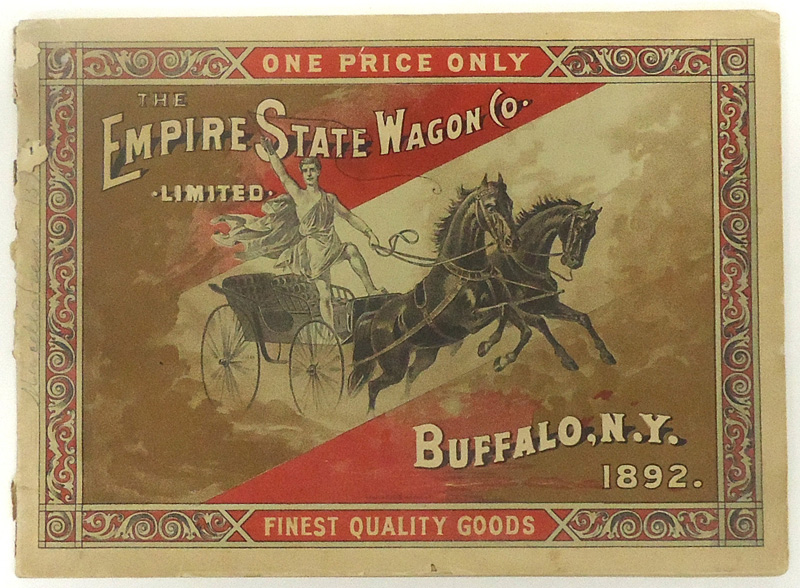 ONE PRICE ONLY
THE
EMPIRE STATE WAGON CO.
·LIMITED·
BUFFALO, N.Y.
1892.
FINEST QUALITY GOODS